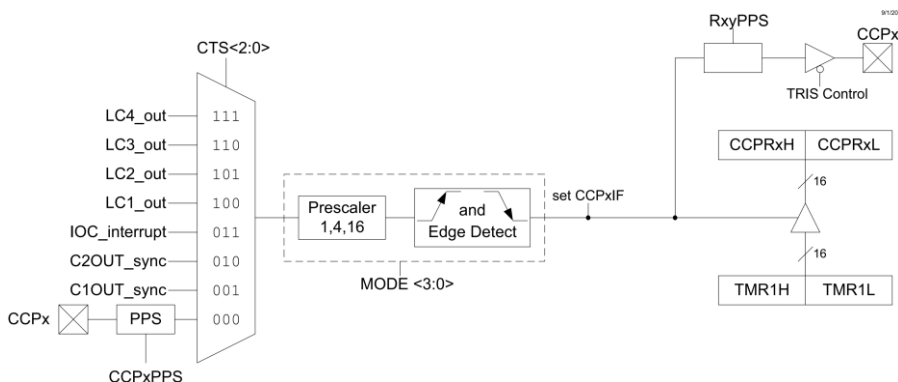 9/1/20
RxyPPS
CCPx
CTS<2:0>
TRIS Control
LC4_out 111
LC3_out 110
CCPRxH CCPRxL
LC2_out 101
16
LC1_out 100
Prescaler
1,4,16
and
Edge Detect
set CCPxIF
IOC_interrupt 011
C2OUT_sync 010
16
MODE <3:0>
C1OUT_sync 001
TMR1H TMR1L
CCPx PPS 000
CCPxPPS